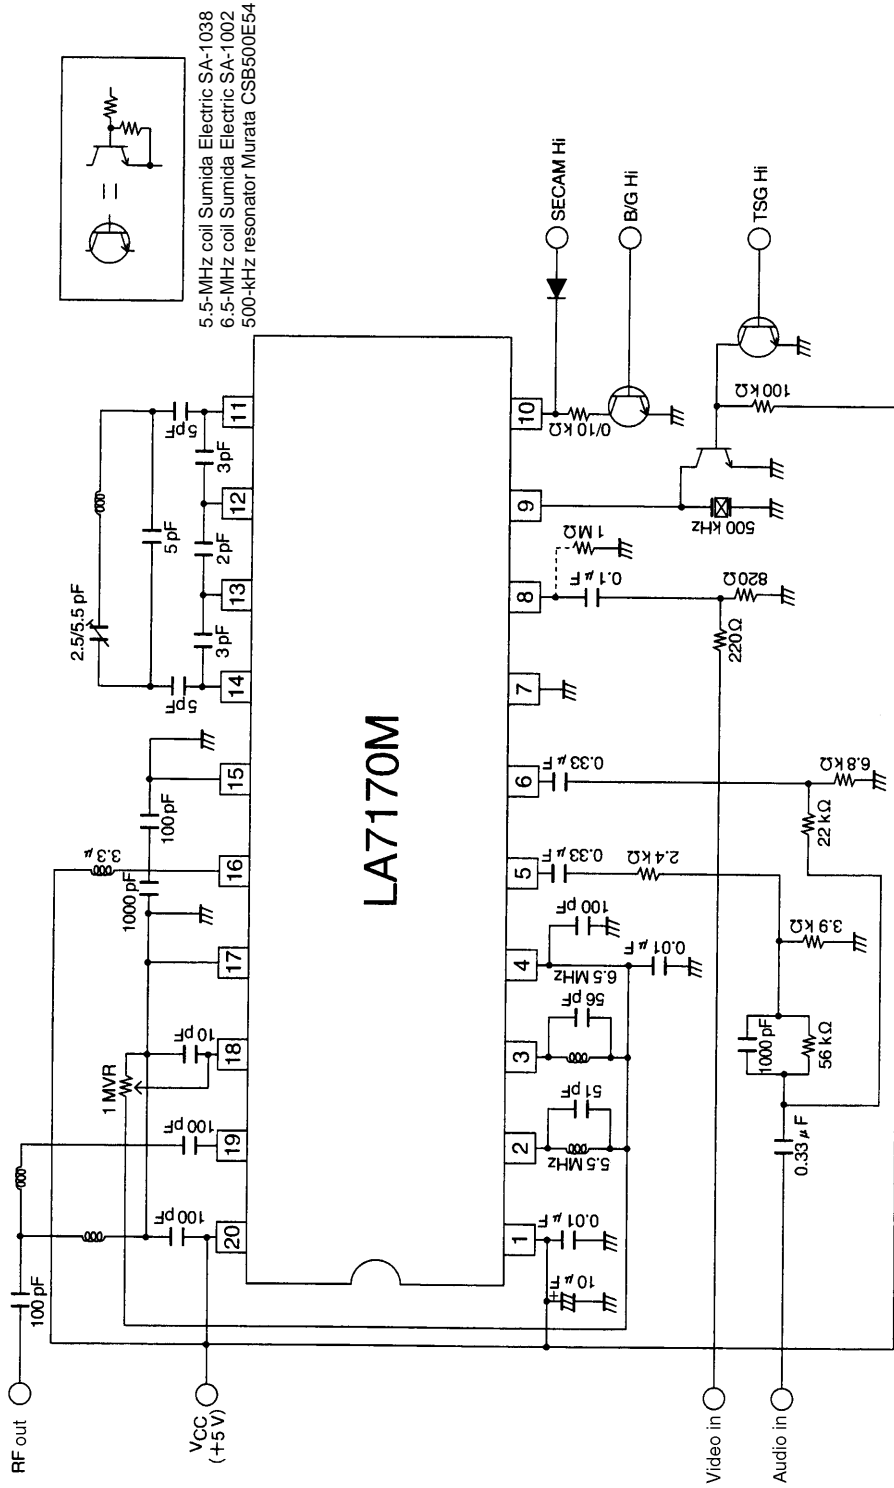 5.5-MHz coil Sumida Electric SA-1038
6.5-MHz coil Sumida Electric SA-1002
500-kHz resonator Murata CSB500E54
RF out
100 pF
VCC
(+5 V)
1 MVR
100 pF
100 pF
10 pF
1000 pF
3.3 μ
100 pF
2.5/5.5 pF
5 pF
5 pF
5 pF
3 pF
2 pF
3 pF
20
19
18
17
16
15
14
13
12
11
LA7170M
1
2
3
4
5
6
7
8
9
10
+
10 μF
0.01 μF
5.5 MHz
51 pF
56 pF
6.5 MHz
100 pF
0.01 μF
0.33 μF
2.4 kΩ
0.33 μF
0.1 μF
1 MΩ
0/10 kΩ
SECAM Hi
B/G Hi
TSG Hi
100 kΩ
500 kHz
220 Ω
820 Ω
22 kΩ
6.8 kΩ
3.9 kΩ
1000 pF
56 kΩ
0.33 μF
Video in
Audio in